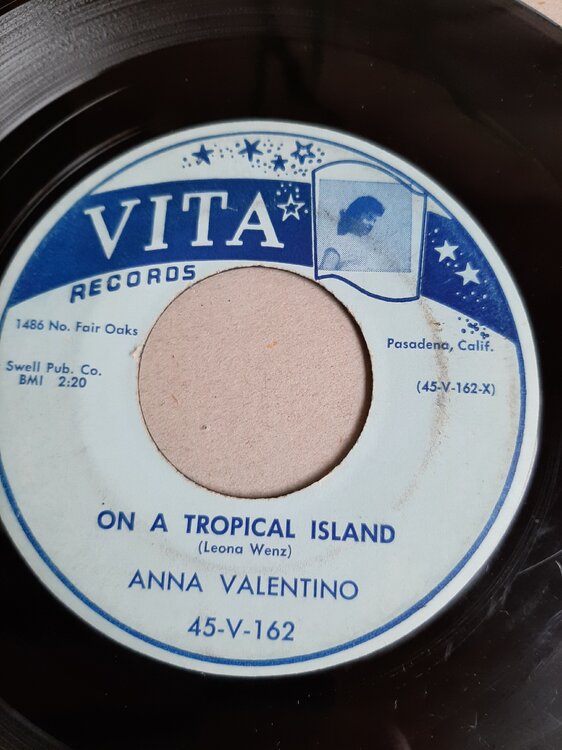 VITA
RECORDS
1486 No. Fair Oaks
Pasadena, Calif.
Swell Pub. Co.
BMI 2:20
(45-V-162-X)
ON A TROPICAL ISLAND
(Leona Wenz)
ANNA VALENTINO
45-V-162